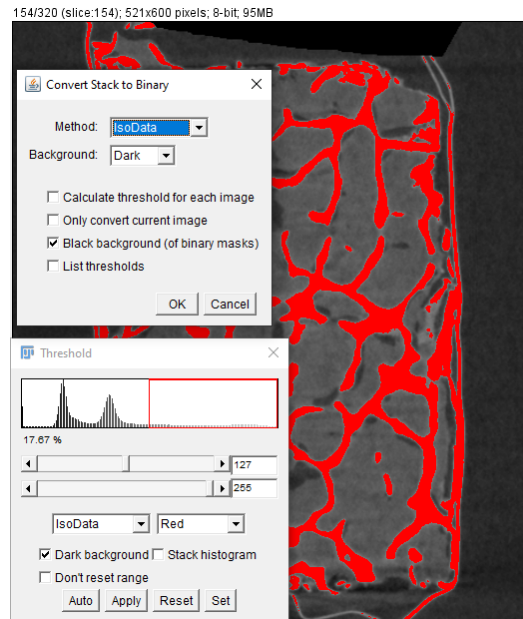 154/320 (slice:154); 521x600 pixels; 8-bit; 95MB
Convert Stack to Binary
Method: IsoData
Background: Dark
Calculate threshold for each image
Only convert current image
Black background (of binary masks)
List thresholds
OK Cancel
Threshold
17.67 %
127
255
IsoData Red
Dark background Stack histogram
Don't reset range
Auto Apply Reset Set